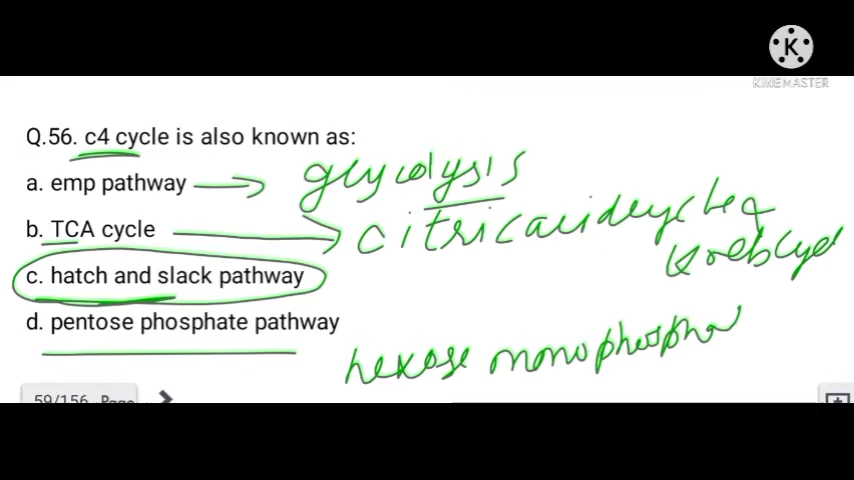 K
KINEMASTER
Q.56. c4 cycle is also known as:
a. emp pathway
glycolysis
b. TCA cycle
citric acid cycle
c. hatch and slack pathway
d. pentose phosphate pathway
hexose monophospha
59/156 Page